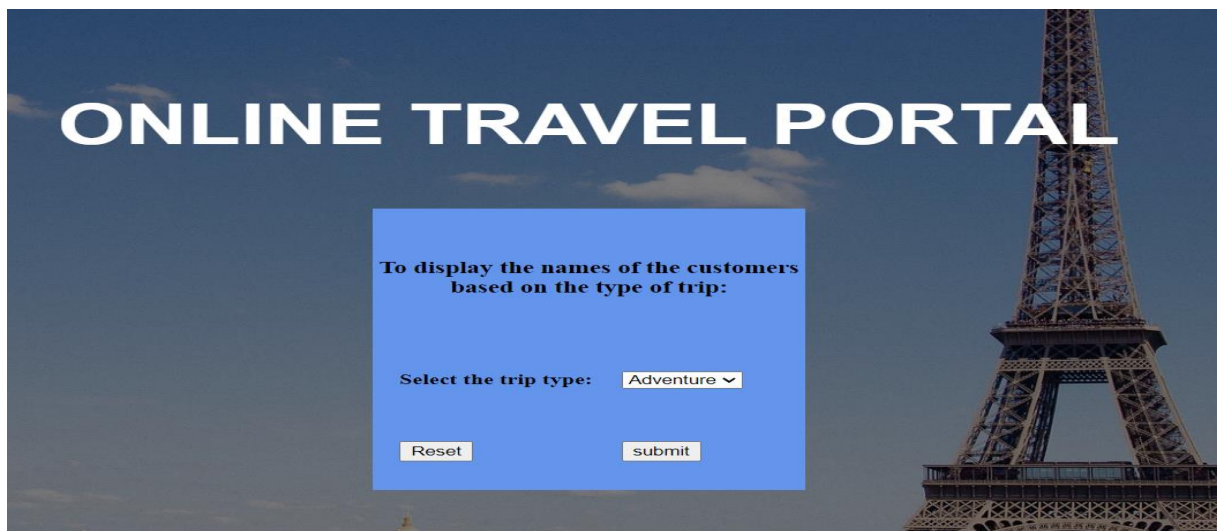 ONLINE TRAVEL PORTAL
To display the names of the customers
based on the type of trip:
Select the trip type: Adventure
Reset submit